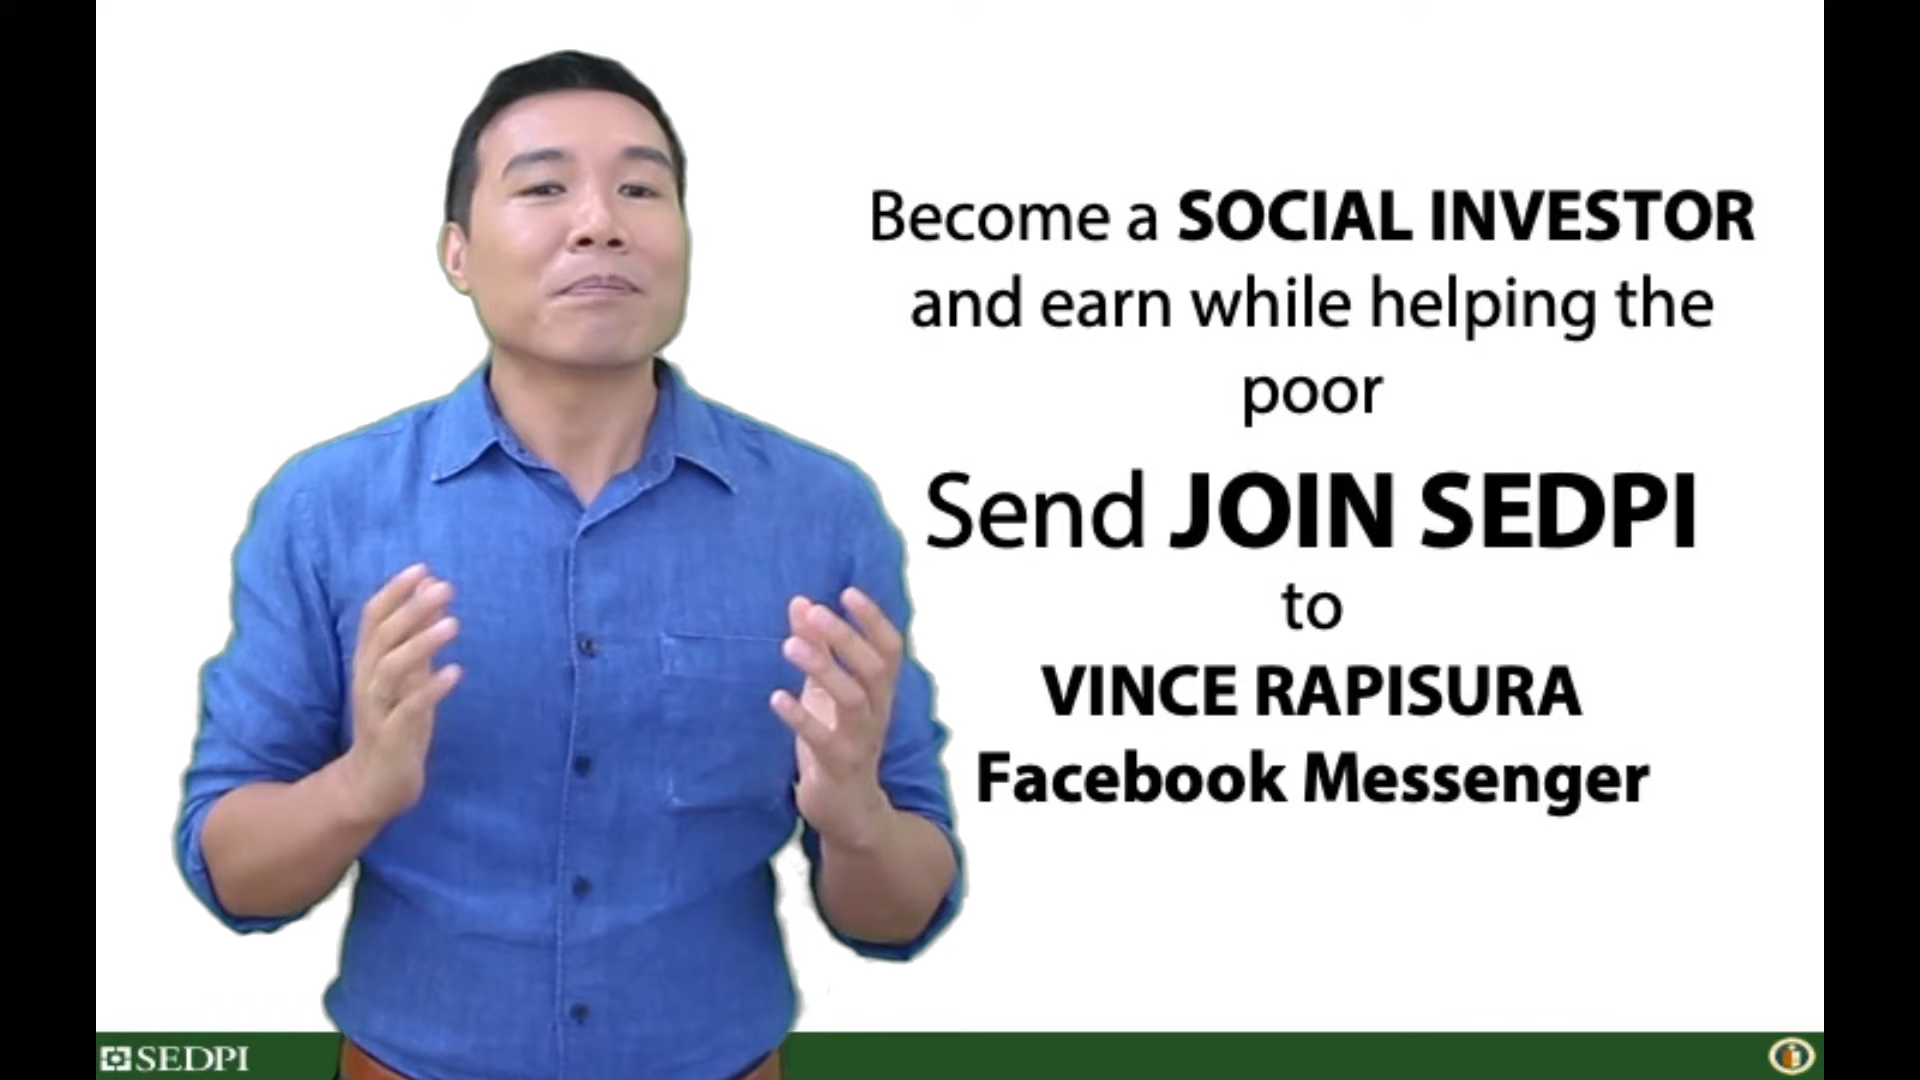 Become a SOCIAL INVESTOR
and earn while helping the
poor
Send JOIN SEDPI
to
VINCE RAPISURA
Facebook Messenger
SEDPI